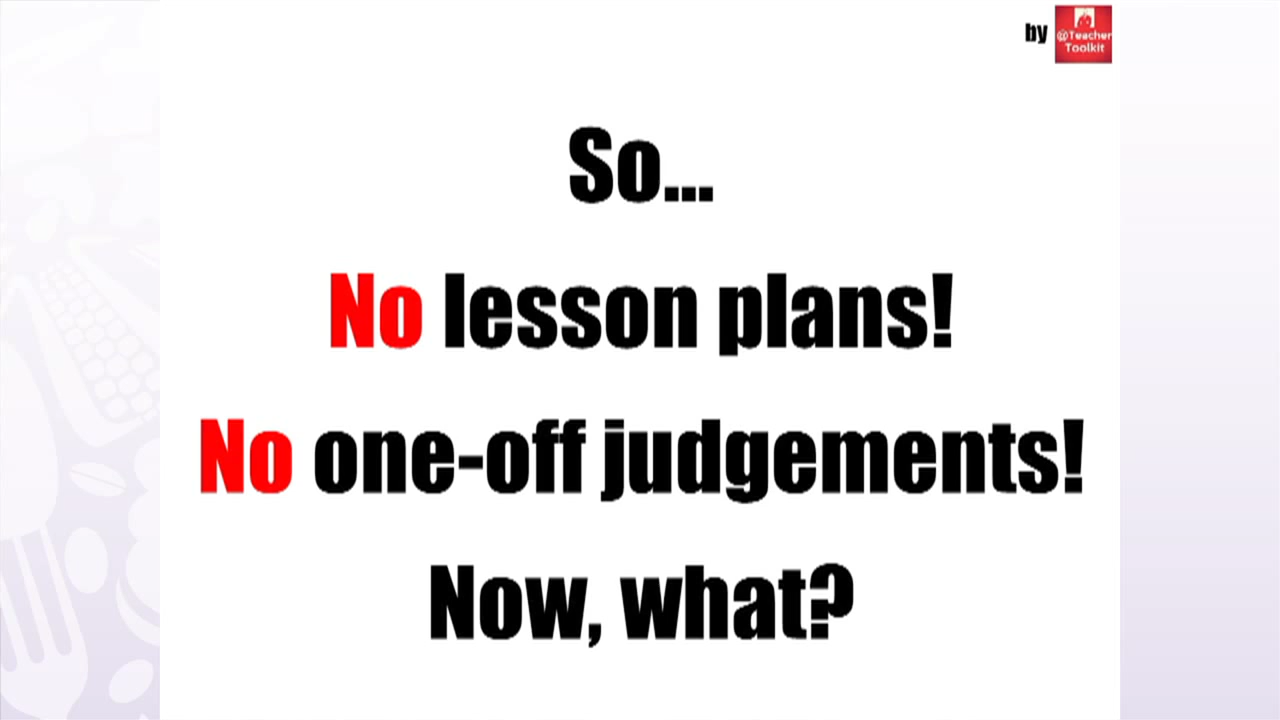 by @Teacher
Toolkit
So...
No lesson plans!
No one-off judgements!
Now, what?